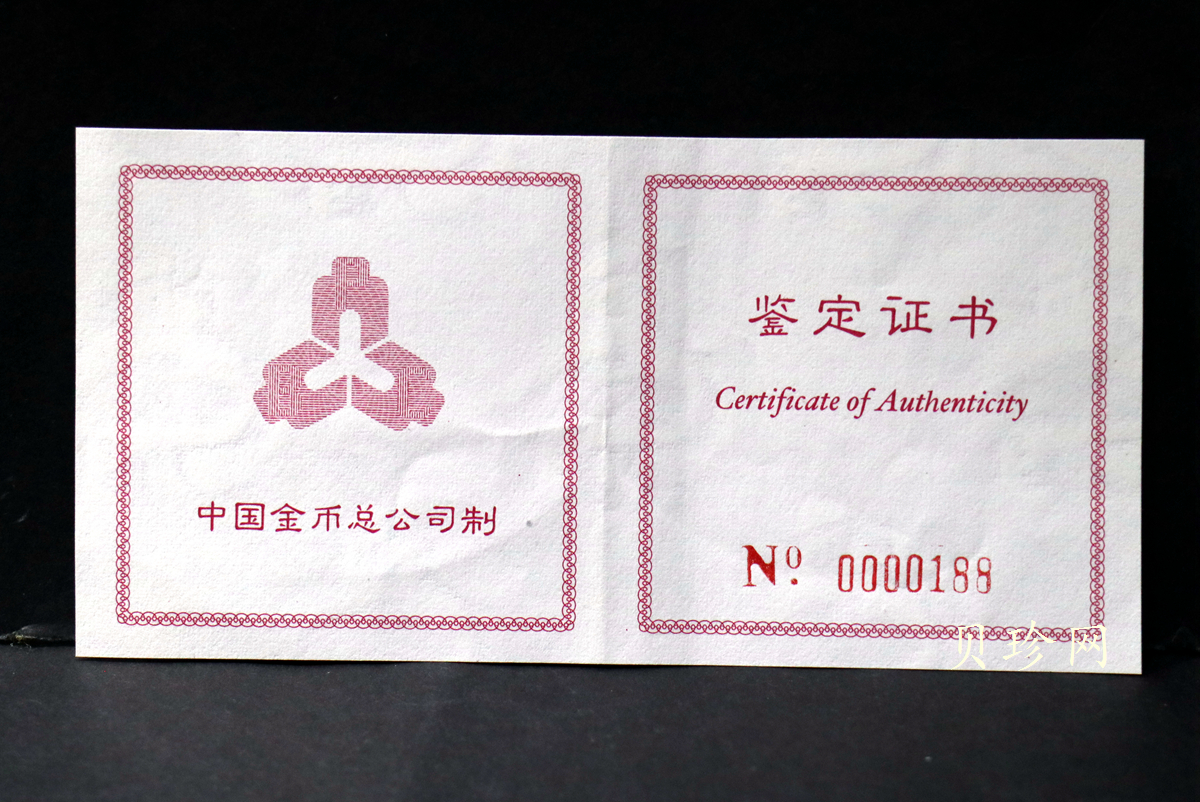 中国金币总公司制
鉴定证书
Certificate of Authenticity
Nº. 0000188
贝珍网